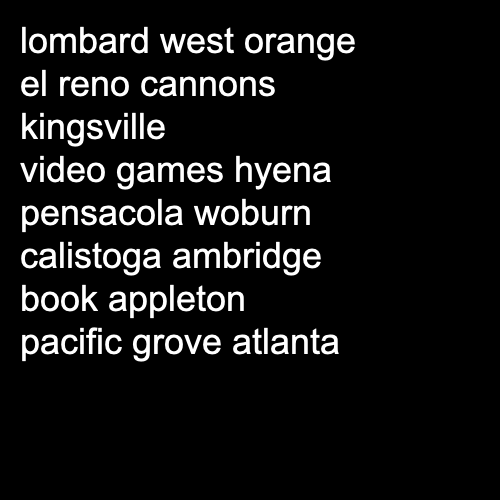 lombard west orange
el reno cannons
kingsville
video games hyena
pensacola woburn
calistoga ambridge
book appleton
pacific grove atlanta